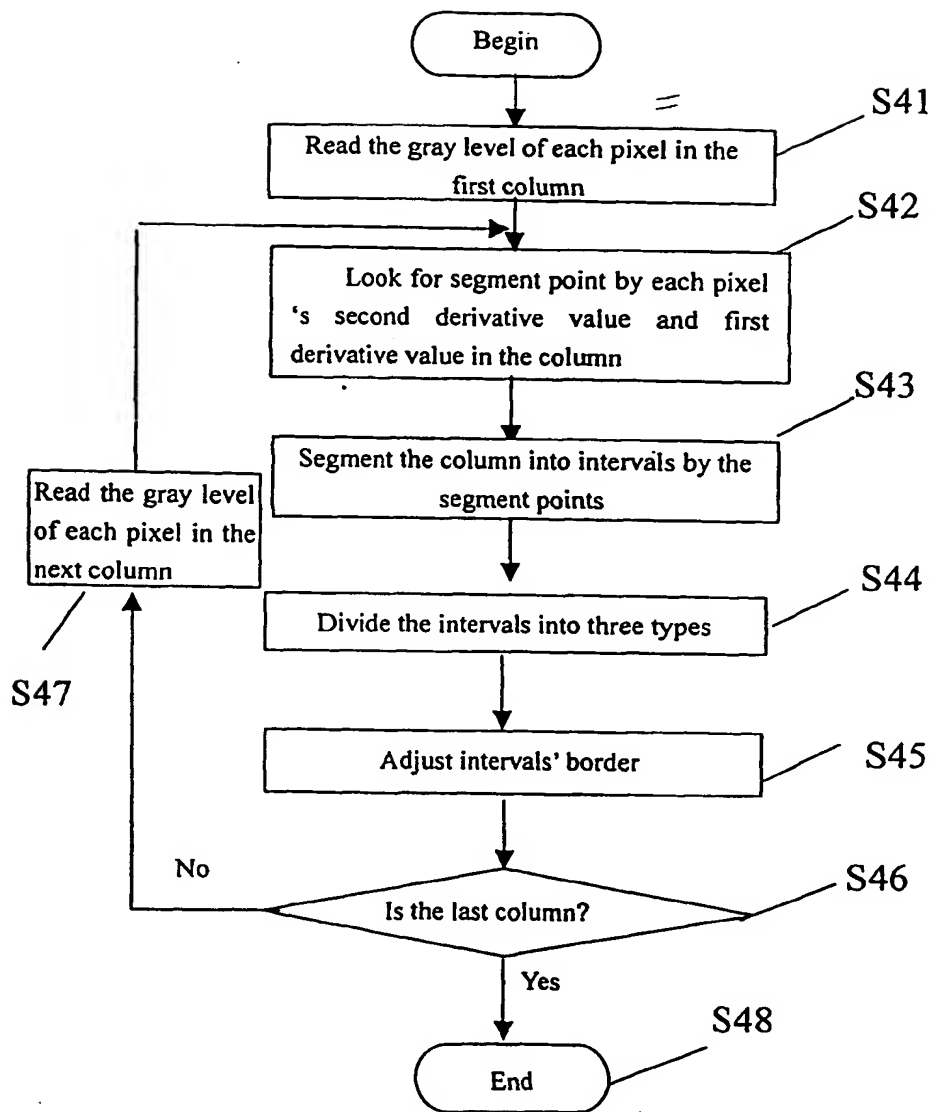 Begin
S41
Read the gray level of each pixel in the
first column
S42
Look for segment point by each pixel
‘s second derivative value and first
derivative value in the column
S43
Segment the column into intervals by the
segment points
Read the gray level
of each pixel in the
next column
S47
S44
Divide the intervals into three types
Adjust intervals’ border
S45
No
Is the last column?
S46
Yes
S48
End